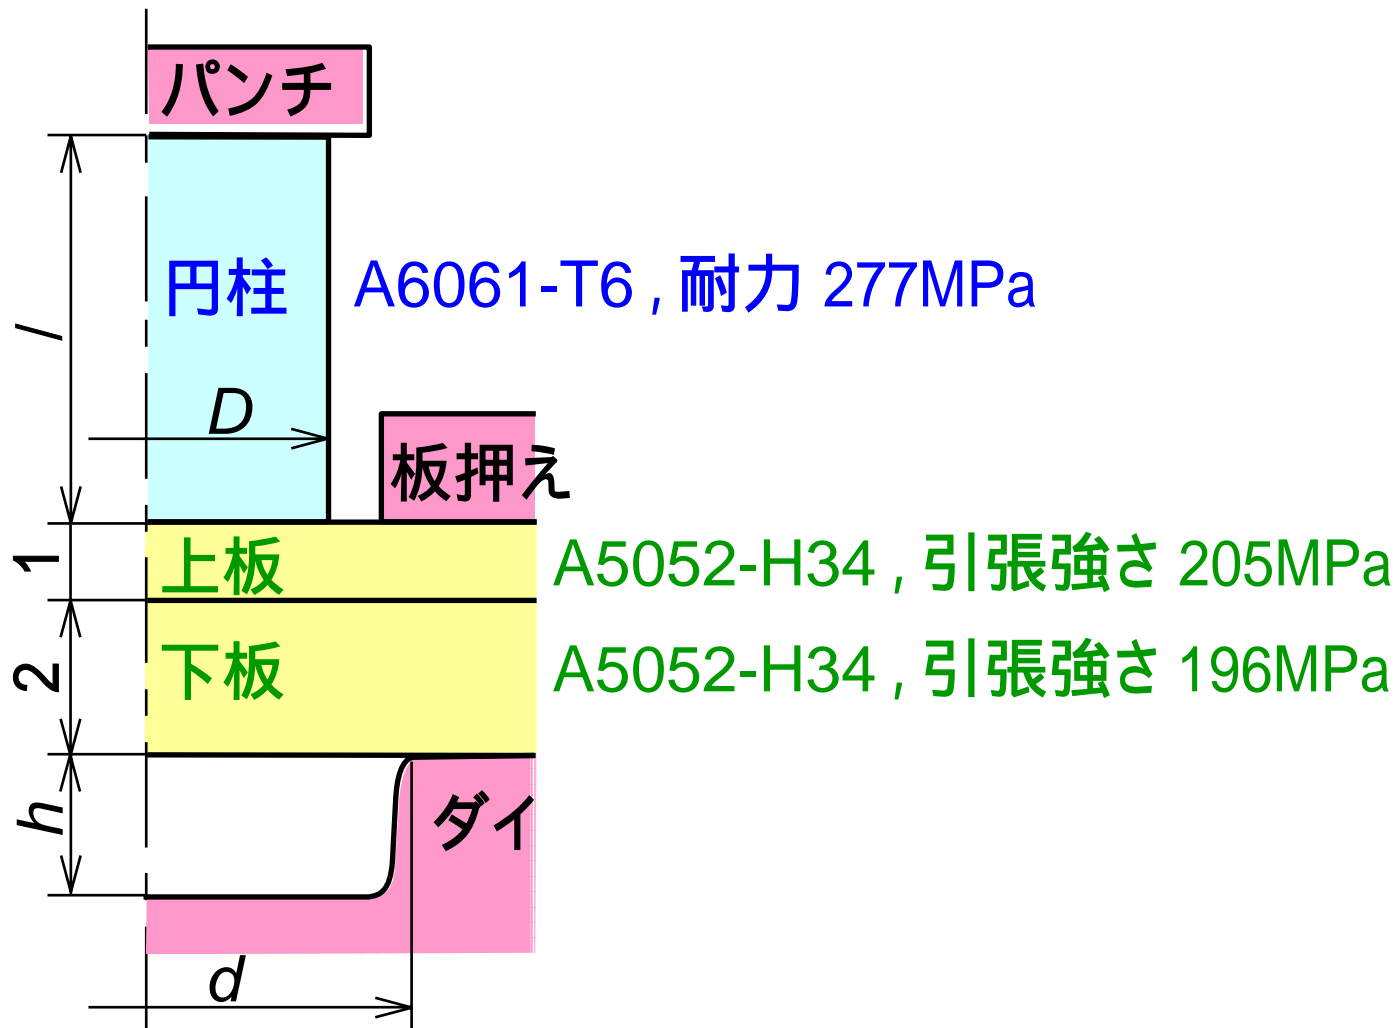 パンチ
円柱 A6061-T6 , 耐力 277MPa
l
D
板押え
1
上板 A5052-H34 , 引張強さ 205MPa
2
下板 A5052-H34 , 引張強さ 196MPa
h
ダイ
d